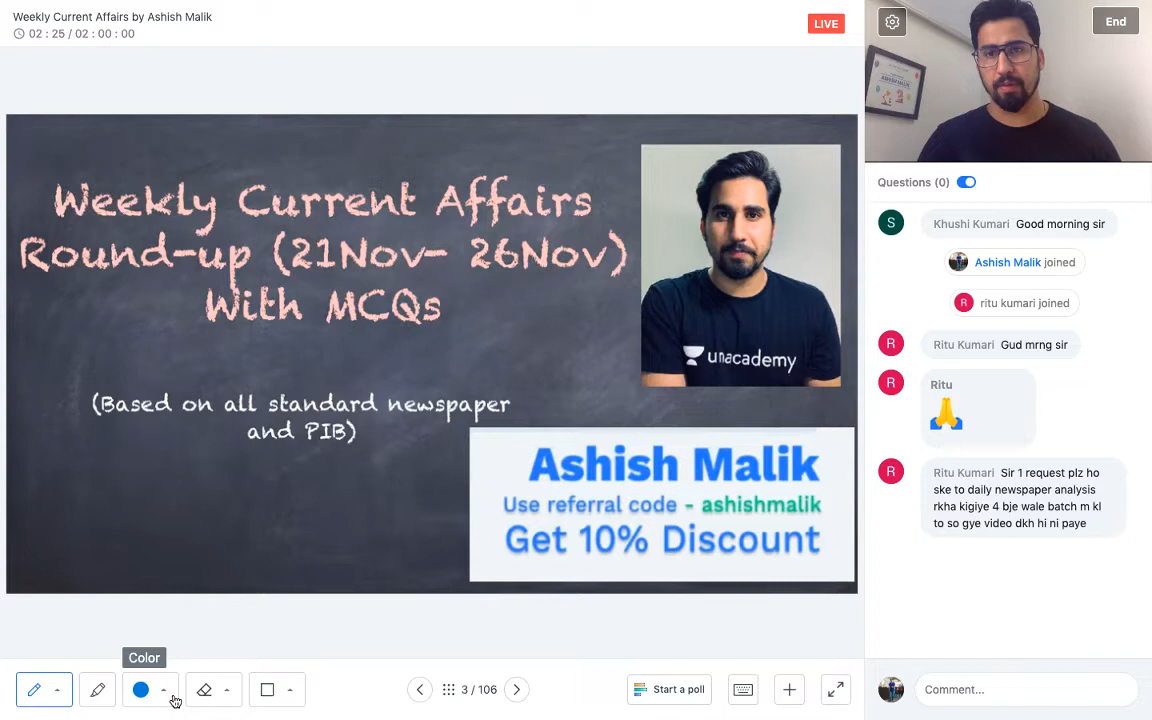 Weekly Current Affairs by Ashish Malik
02 : 25 / 02 : 00 : 00
LIVE
End
Weekly Current Affairs
Round-up (21Nov– 26Nov)
With MCQs
(Based on all standard newspaper
and PIB)
unacademy
Ashish Malik
Use referral code - ashishmalik
Get 10% Discount
Questions (0)
S
Khushi Kumari Good morning sir
Ashish Malik joined
R ritu kumari joined
R
Ritu Kumari Gud mrng sir
R
Ritu
R
Ritu Kumari Sir 1 request plz ho
ske to daily newspaper analysis
rkha kigiye 4 bje wale batch m kl
to so gye video dkh hi ni paye
Color
3 / 106
Start a poll
Comment...